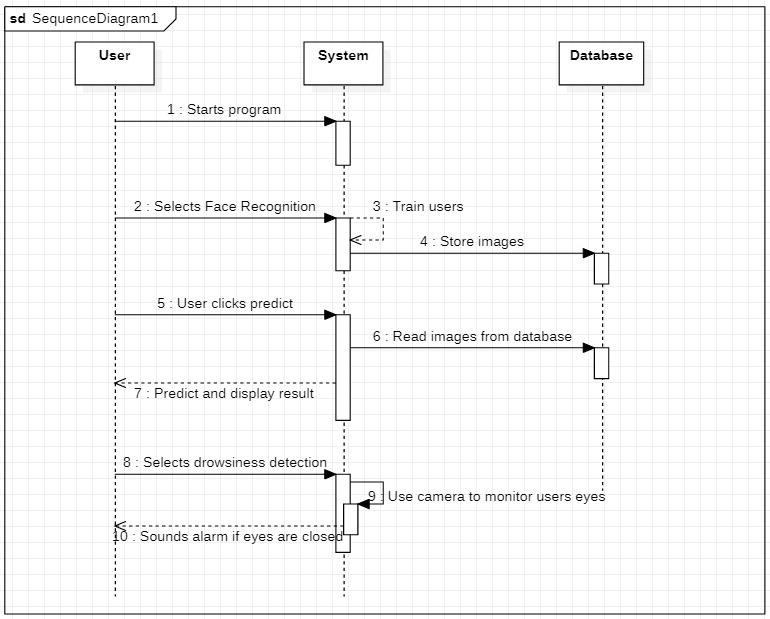 sd SequenceDiagram1
User
System
Database
1 : Starts program
2 : Selects Face Recognition
3 : Train users
4 : Store images
5 : User clicks predict
6 : Read images from database
7 : Predict and display result
8 : Selects drowsiness detection
9 : Use camera to monitor users eyes
10 : Sounds alarm if eyes are closed